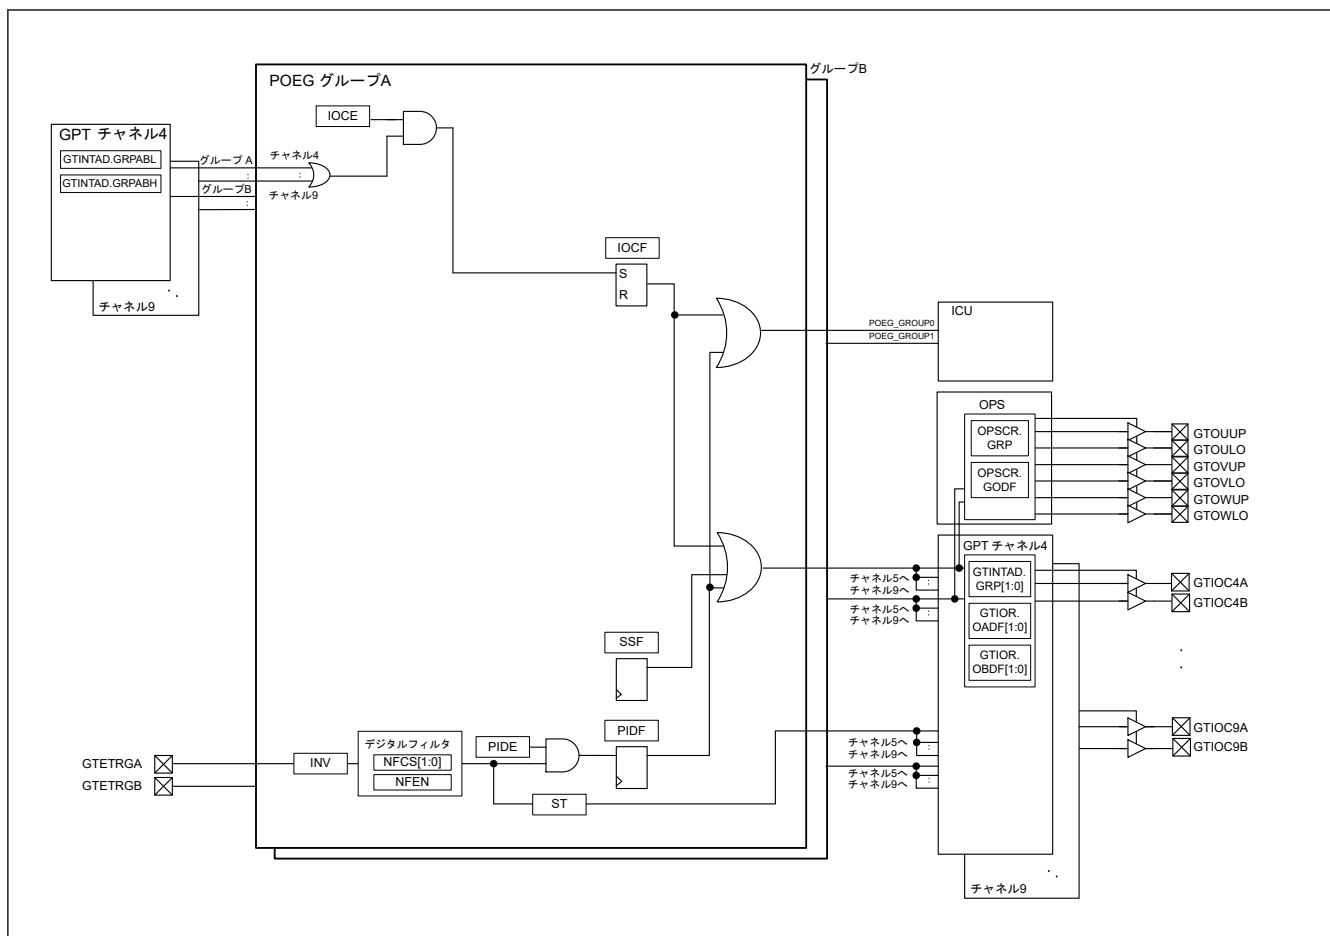 グループB
POEG グループA
IOCE
GPT チャネル4
GTINTAD.GRPABL
GTINTAD.GRPABH
グループ A
:
グループB
:
チャネル4
:
チャネル9
チャネル9
IOCF
S
R
ICU
POEG_GROUP0
POEG_GROUP1
OPS
OPSCR.
GRP
OPSCR.
GODF
GTOUUP
GTOULO
GTOVUP
GTOVLO
GTOWUP
GTOWLO
GPT チャネル4
GTINTAD.
GRP[1:0]
GTIOR.
OADF[1:0]
GTIOR.
OBDF[1:0]
チャネル5へ
:
チャネル9へ
チャネル5へ
:
チャネル9へ
GTIOC4A
GTIOC4B
SSF
PIDF
GTIOC9A
GTIOC9B
チャネル5へ
:
チャネル9へ
チャネル5へ
:
チャネル9へ
GTETRGA
GTETRGB
INV
デジタルフィルタ
NFCS[1:0]
NFEN
PIDE
ST
チャネル9